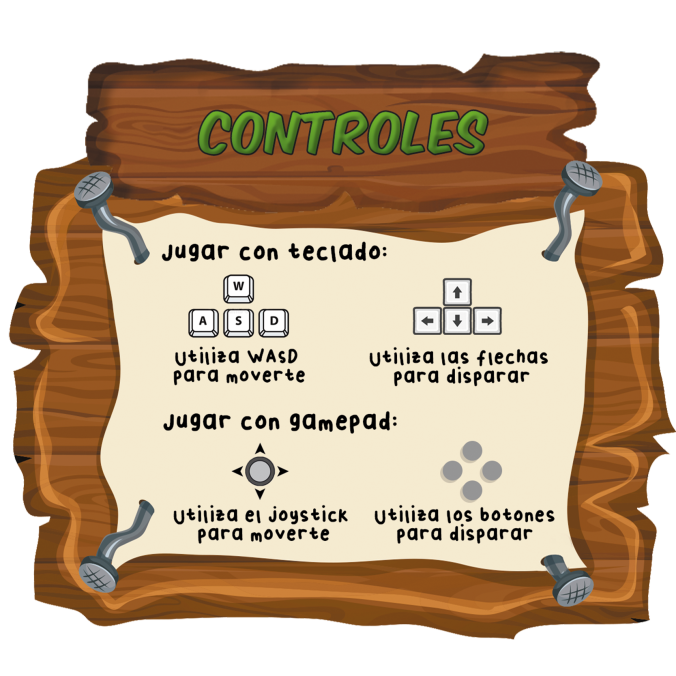 CONTROLES
Jugar con teclado:
W
A S D
Utiliza WASD
para moverte
Utiliza las flechas
para disparar
Jugar con gamepad:
Utiliza el joystick
para moverte
Utiliza los botones
para disparar